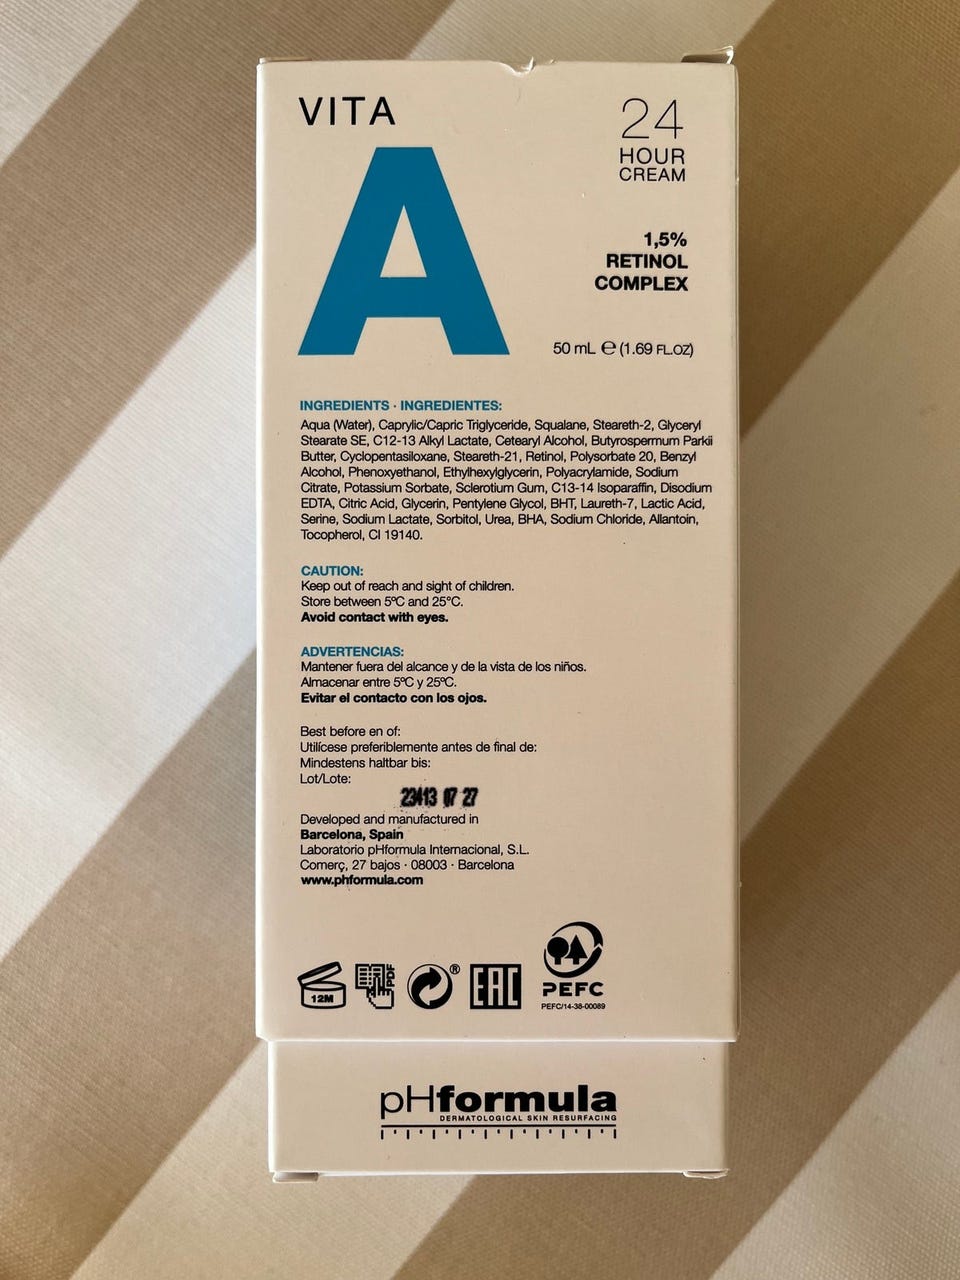 VITA
A
24
HOUR
CREAM
1,5%
RETINOL
COMPLEX
50 mL ℮ (1.69 FL.OZ)
INGREDIENTS · INGREDIENTES:
Aqua (Water), Caprylic/Capric Triglyceride, Squalane, Steareth-2, Glyceryl
Stearate SE, C12-13 Alkyl Lactate, Cetearyl Alcohol, Butyrospermum Parkii
Butter, Cyclopentasiloxane, Steareth-21, Retinol, Polysorbate 20, Benzyl
Alcohol, Phenoxyethanol, Ethylhexylglycerin, Polyacrylamide, Sodium
Citrate, Potassium Sorbate, Sclerotium Gum, C13-14 Isoparaffin, Disodium
EDTA, Citric Acid, Glycerin, Pentylene Glycol, BHT, Laureth-7, Lactic Acid,
Serine, Sodium Lactate, Sorbitol, Urea, BHA, Sodium Chloride, Allantoin,
Tocopherol, CI 19140.
CAUTION:
Keep out of reach and sight of children.
Store between 5ºC and 25°C.
Avoid contact with eyes.
ADVERTENCIAS:
Mantener fuera del alcance y de la vista de los niños.
Almacenar entre 5ºC y 25ºC.
Evitar el contacto con los ojos.
Best before en of:
Utilícese preferiblemente antes de final de:
Mindestens haltbar bis:
Lot/Lote:
23413 07 27
Developed and manufactured in
Barcelona, Spain
Laboratorio pHformula Internacional, S.L.
Comerç, 27 bajos · 08003 · Barcelona
www.phformula.com
12M
PDF
®
EAC
PEFC
PEFC/14-38-00089
pHformula
DERMATOLOGICAL SKIN RESURFACING